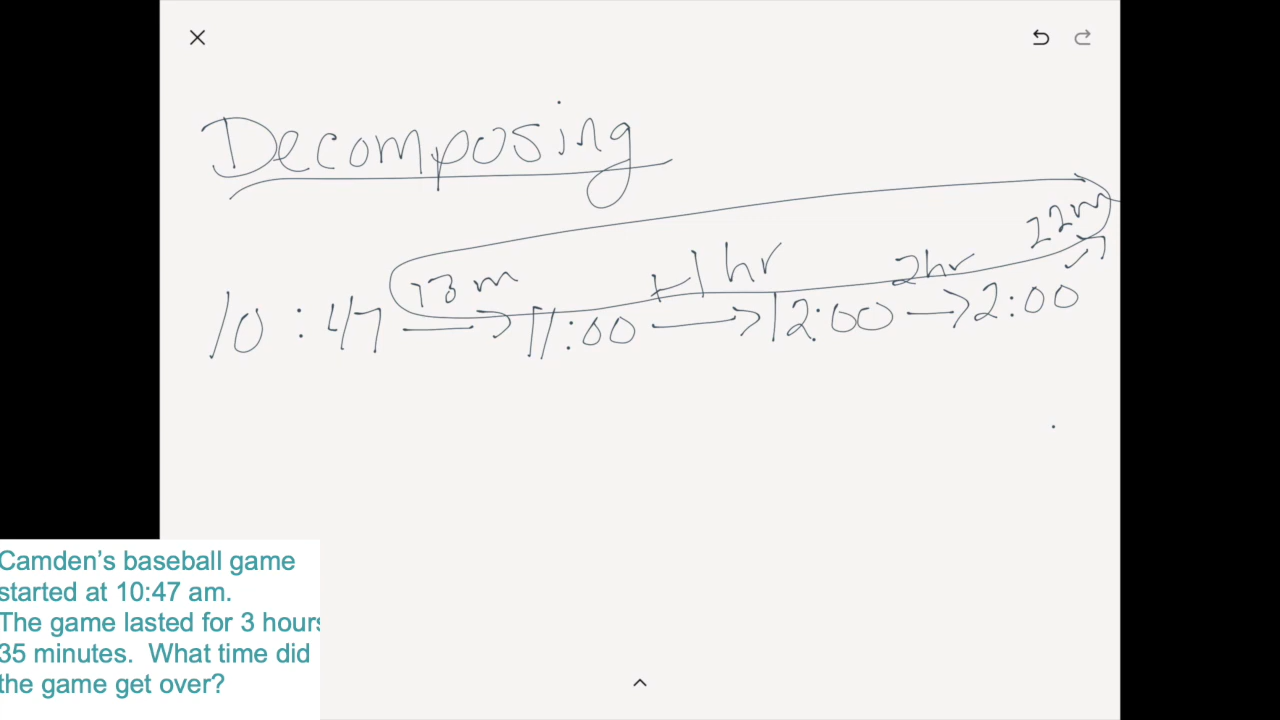 Decomposing
13m +1hr 2hr 22m
10:47 → 11:00 → 12:00 → 2:00
Camden’s baseball game
started at 10:47 am.
The game lasted for 3 hours
35 minutes. What time did
the game get over?